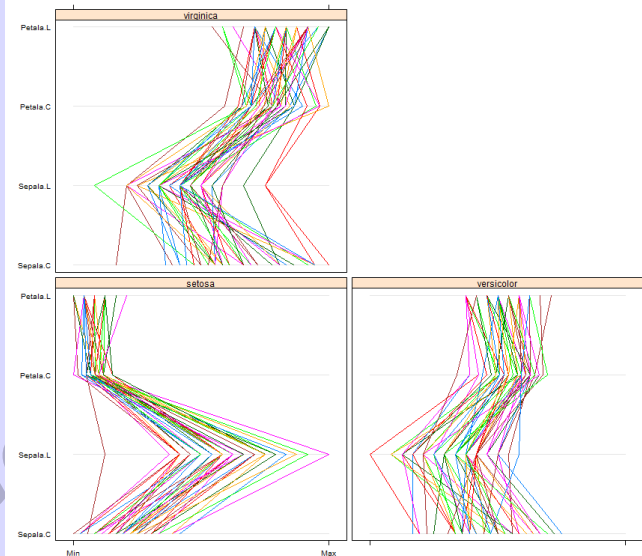 virginica
Petala.L
Petala.C
Sepala.L
Sepala.C
setosa
versicolor
Petala.L
Petala.C
Sepala.L
Sepala.C
Min
Max